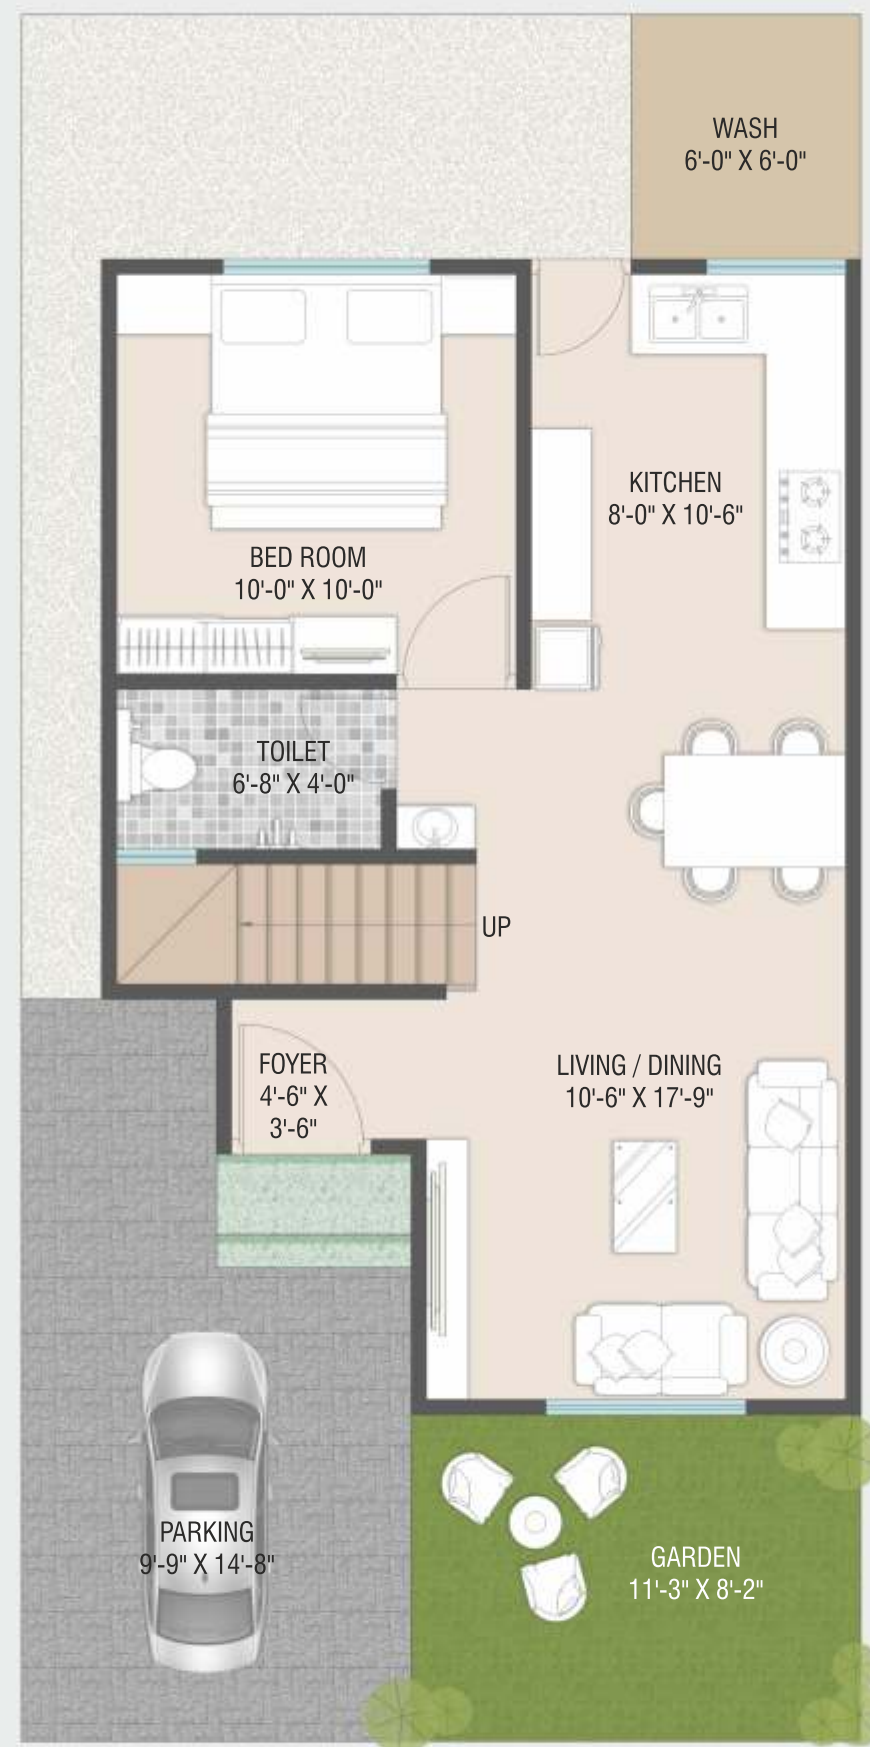 WASH
6'-0" X 6'-0"
KITCHEN
8'-0" X 10'-6"
BED ROOM
10'-0" X 10'-0"
TOILET
6'-8" X 4'-0"
UP
FOYER
4'-6" X
3'-6"
LIVING / DINING
10'-6" X 17'-9"
PARKING
9'-9" X 14'-8"
GARDEN
11'-3" X 8'-2"